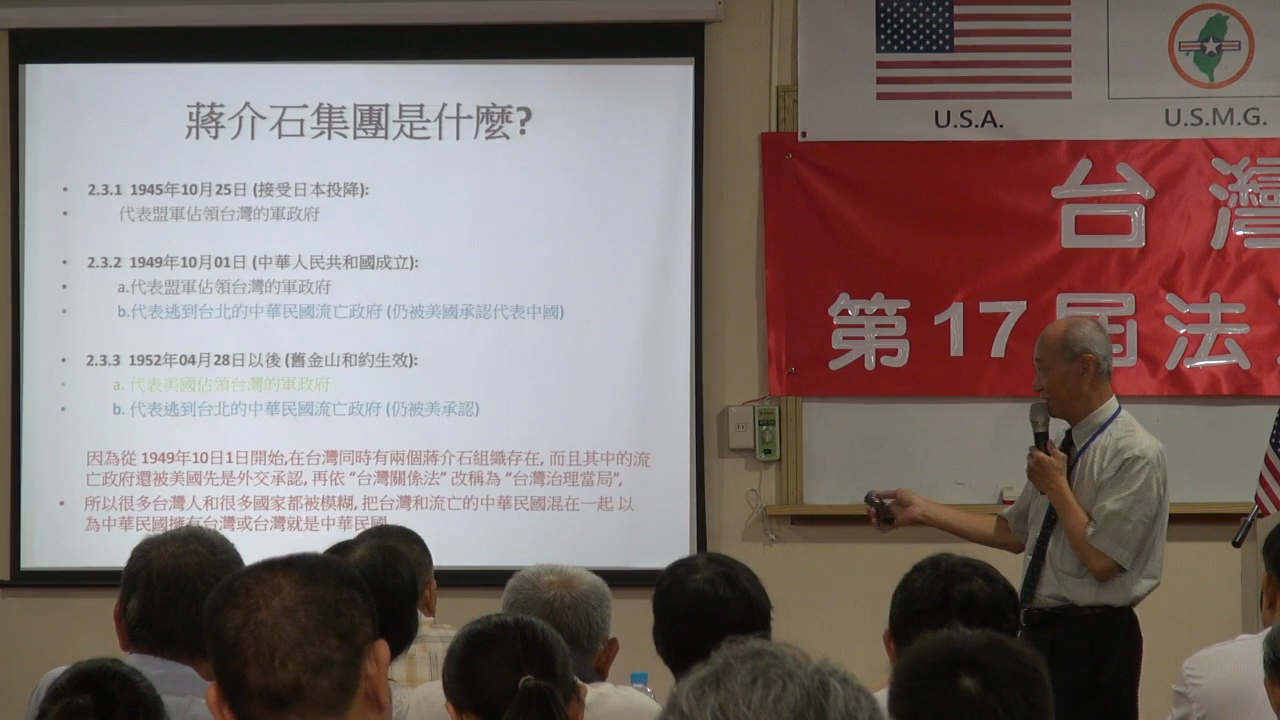 蔣介石集團是什麼?
• 2.3.1 1945年10月25日 (接受日本投降):
• 代表盟軍佔領台灣的軍政府
• 2.3.2 1949年10月01日 (中華人民共和國成立):
• a.代表盟軍佔領台灣的軍政府
• b.代表逃到台北的中華民國流亡政府 (仍被美國承認代表中國)
• 2.3.3 1952年04月28日以後 (舊金山和約生效):
• a. 代表美國佔領台灣的軍政府
• b. 代表逃到台北的中華民國流亡政府 (仍被美承認)
因為從 1949年10日1日開始,在台灣同時有兩個蔣介石組織存在, 而且其中的流
亡政府還被美國先是外交承認, 再依 “台灣關係法” 改稱為 “台灣治理當局”,
• 所以很多台灣人和很多國家都被模糊, 把台灣和流亡的中華民國混在一起 以
為中華民國擁有台灣或台灣就是中華民國
U.S.A.
U.S.M.G.
台灣
第17屆法